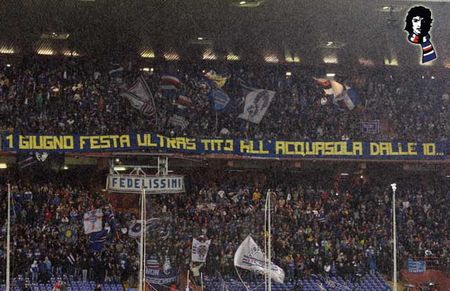 1 GIUGNO FESTA ULTRAS TITO ALL' ACQUASOLA DALLE 10...
FEDELISSIMI